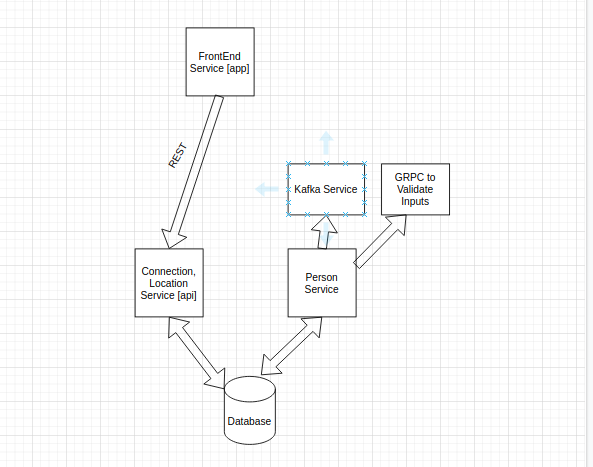 FrontEnd
Service [app]
REST
Kafka Service
GRPC to
Validate
Inputs
Connection,
Location
Service [api]
Person
Service
Database